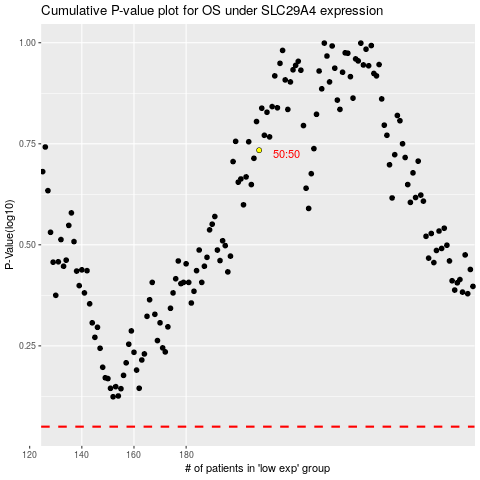 Cumulative P-value plot for OS under SLC29A4 expression
P-Value(log10)
1.00
0.75
0.50
0.25
50:50
120 140 160 180
# of patients in 'low exp' group